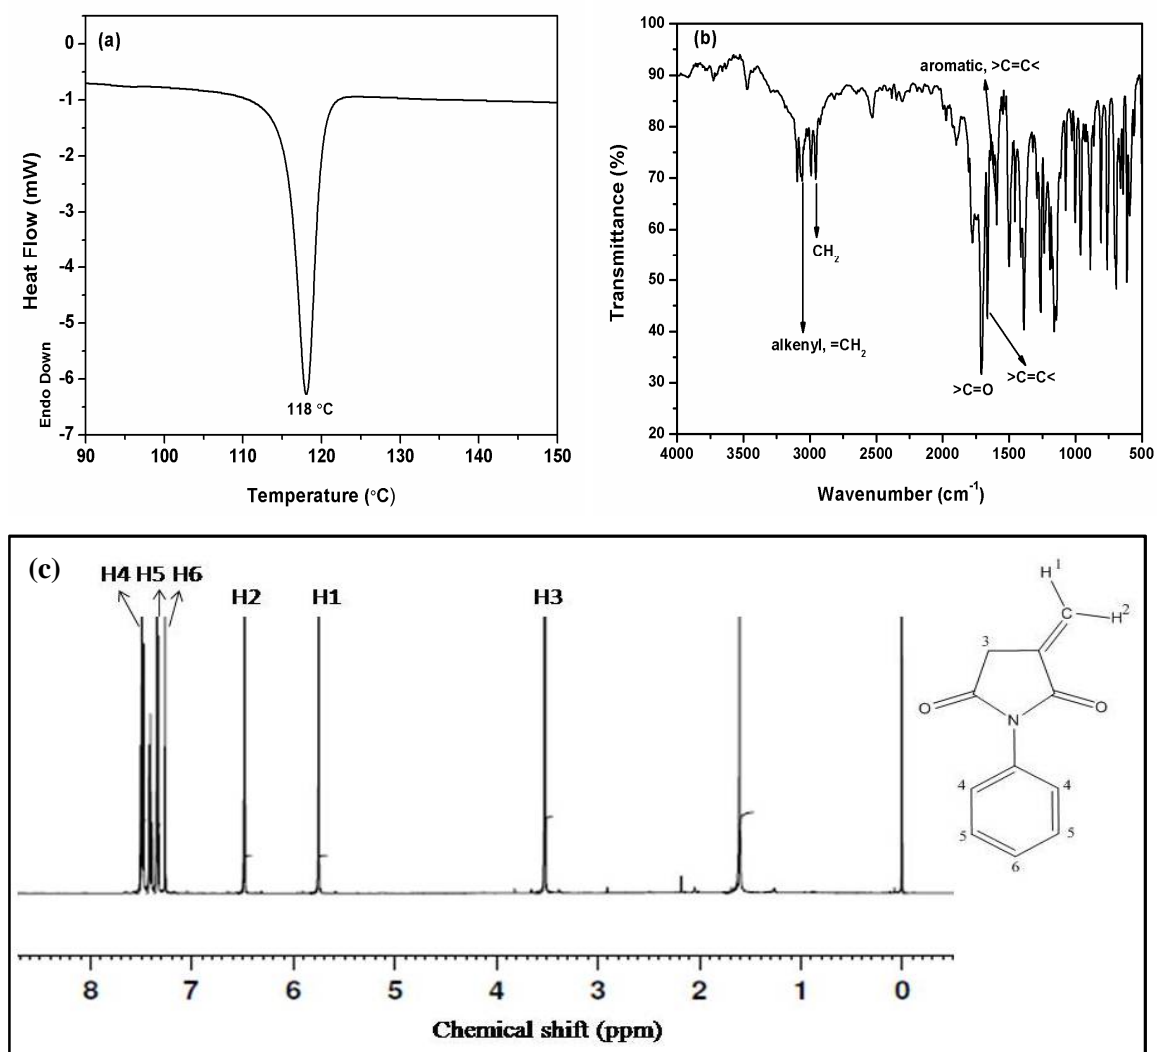 (a)
0
-1
-2
-3
-4
-5
-6
-7
Heat Flow (mW)
Endo Down
118 °C
90 100 110 120 130 140 150
Temperature (°C)
(b)
100
90
80
70
60
50
40
30
20
Transmittance (%)
aromatic, >C=C<
CH₂
alkenyl, =CH₂
>C=O
>C=C<
4000 3500 3000 2500 2000 1500 1000 500
Wavenumber (cm⁻¹)
(c)
H4 H5 H6
H2
H1
H3
H¹
C
H²
3
O
O
N
4
4
5
5
6
8 7 6 5 4 3 2 1 0
Chemical shift (ppm)